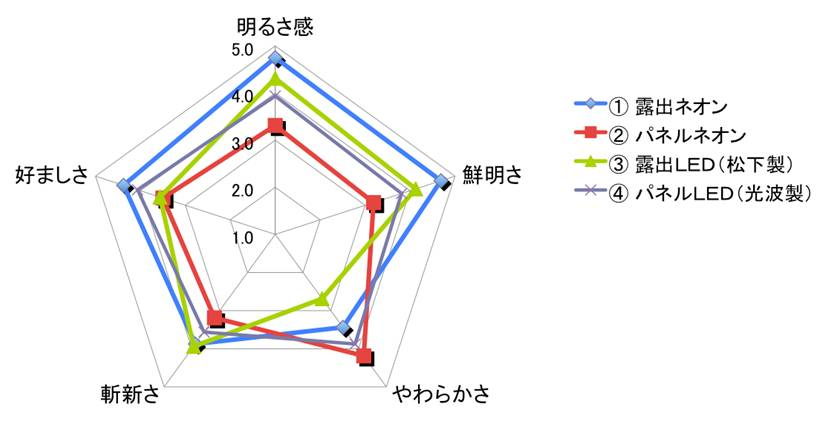 明るさ感
5.0
4.0
3.0
2.0
1.0
鮮明さ
やわらかさ
斬新さ
好ましさ
① 露出ネオン
② パネルネオン
③ 露出LED（松下製）
④ パネルLED（光波製）